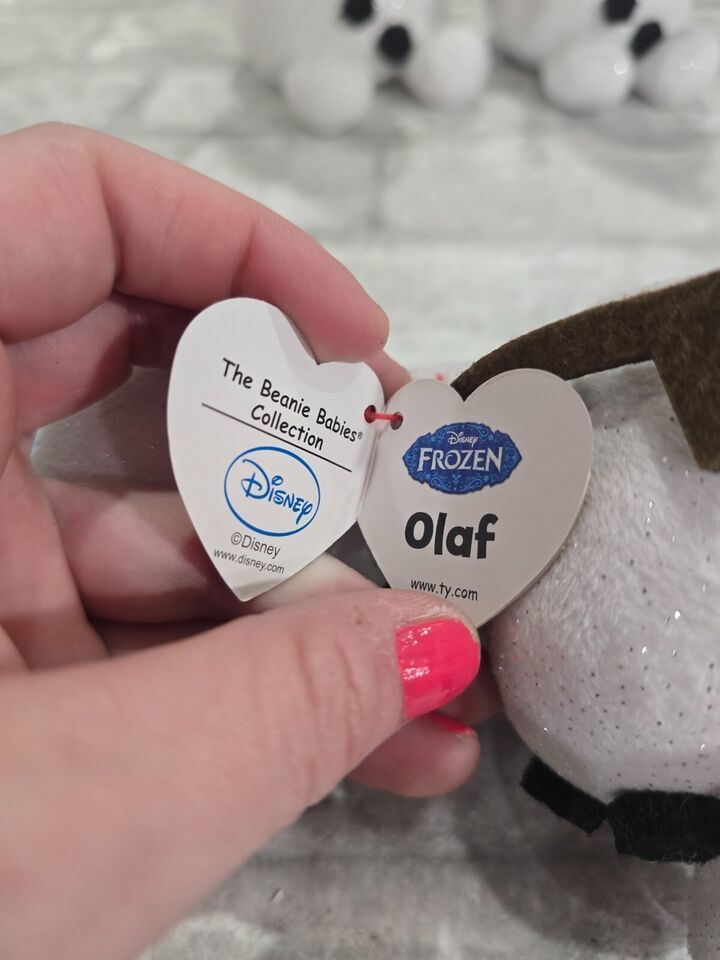 The Beanie Babies®
Collection
Disney
©Disney
www.disney.com
Disney
FROZEN
Olaf
www.ty.com